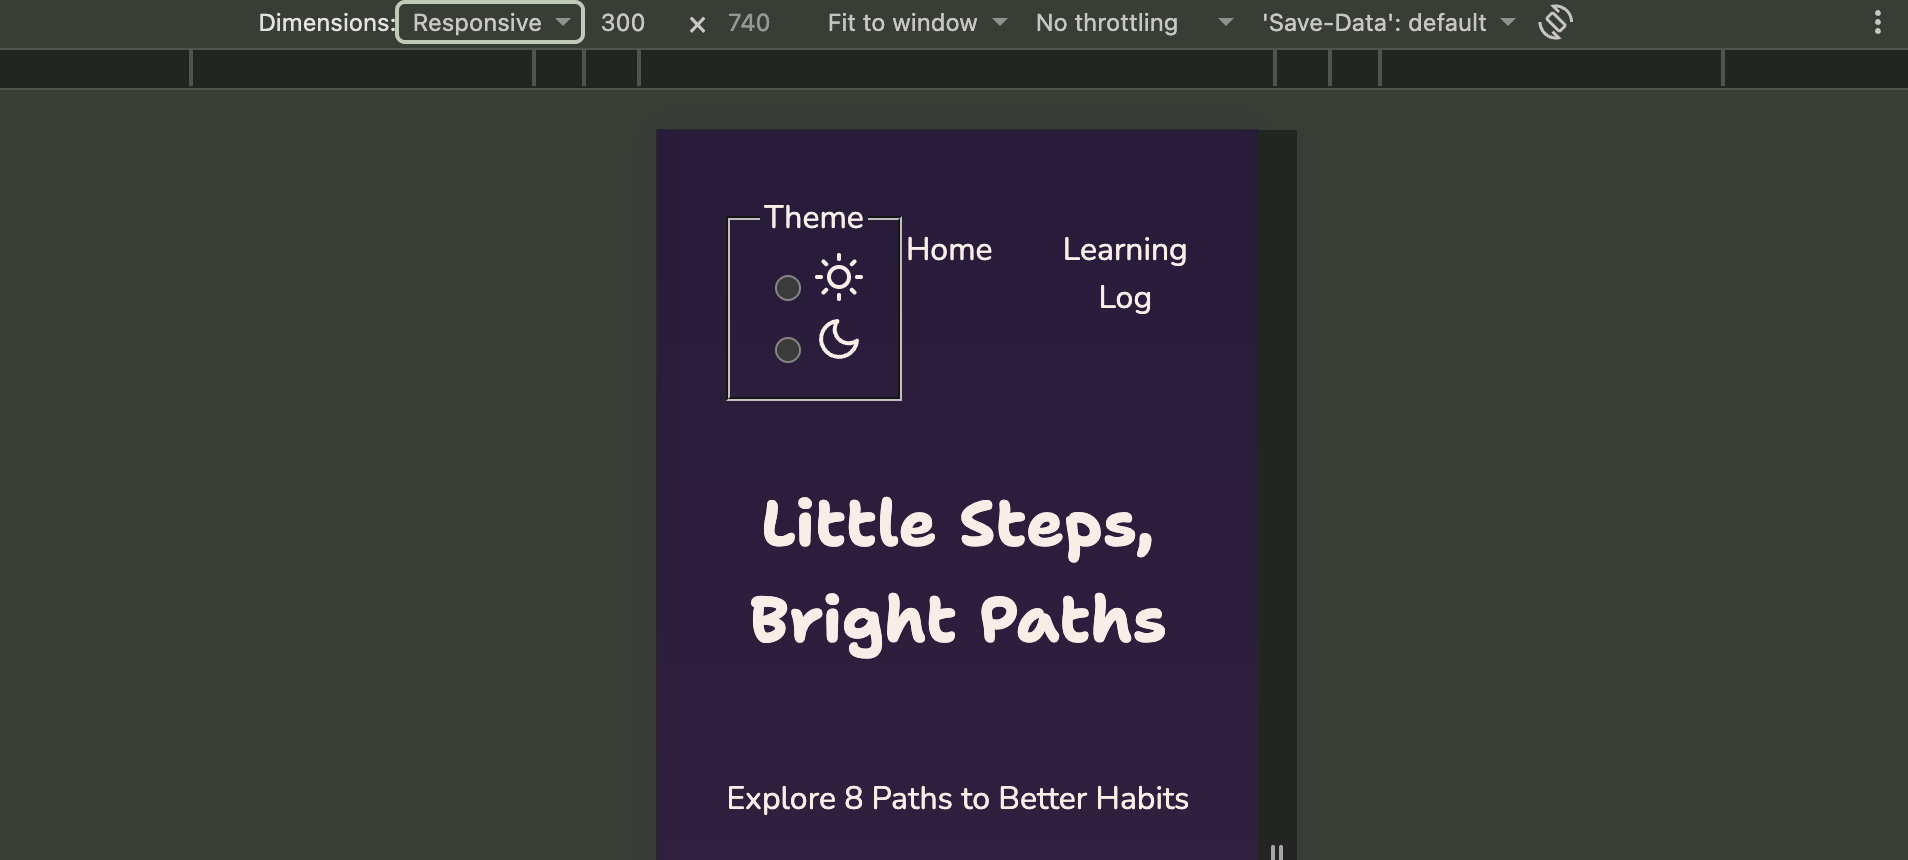 Dimensions: Responsive 300 × 740 Fit to window No throttling 'Save-Data': default
Theme
Home
Learning
Log
Little Steps,
Bright Paths
Explore 8 Paths to Better Habits